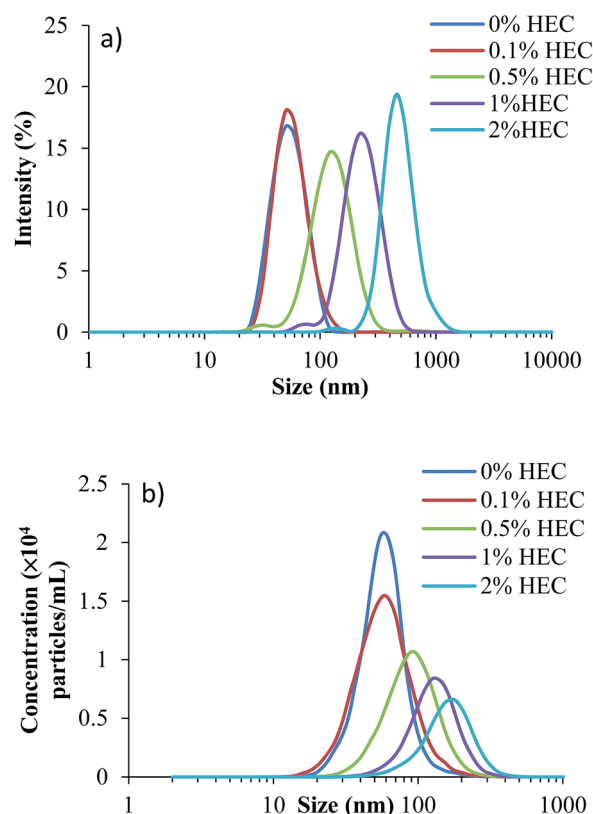 a)
0% HEC
0.1% HEC
0.5% HEC
1%HEC
2%HEC
25
20
15
10
5
0
Intensity (%)
1 10 100 1000 10000
Size (nm)
b)
0% HEC
0.1% HEC
0.5% HEC
1% HEC
2% HEC
2.5
2
1.5
1
0.5
0
Concentration (×10⁴
particles/mL)
1 10 100 1000
Size (nm)